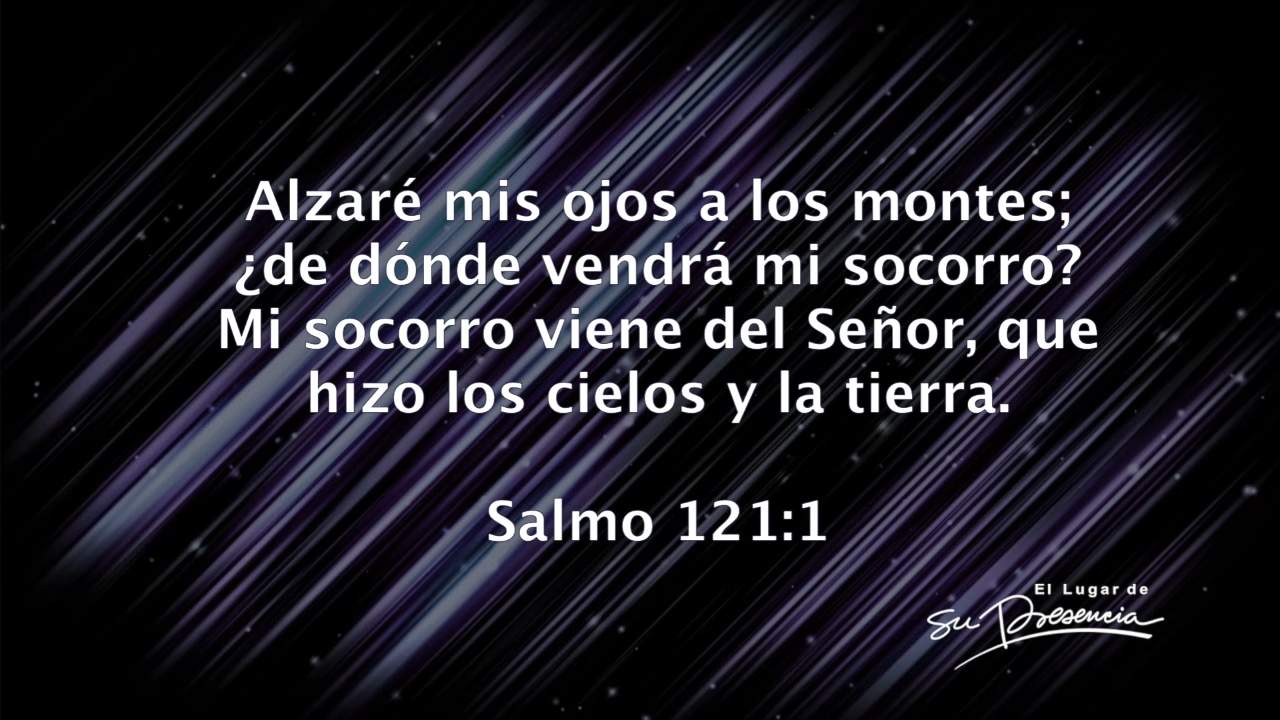 Alzaré mis ojos a los montes;
¿de dónde vendrá mi socorro?
Mi socorro viene del Señor, que
hizo los cielos y la tierra.
Salmo 121:1
El Lugar de
Su Presencia